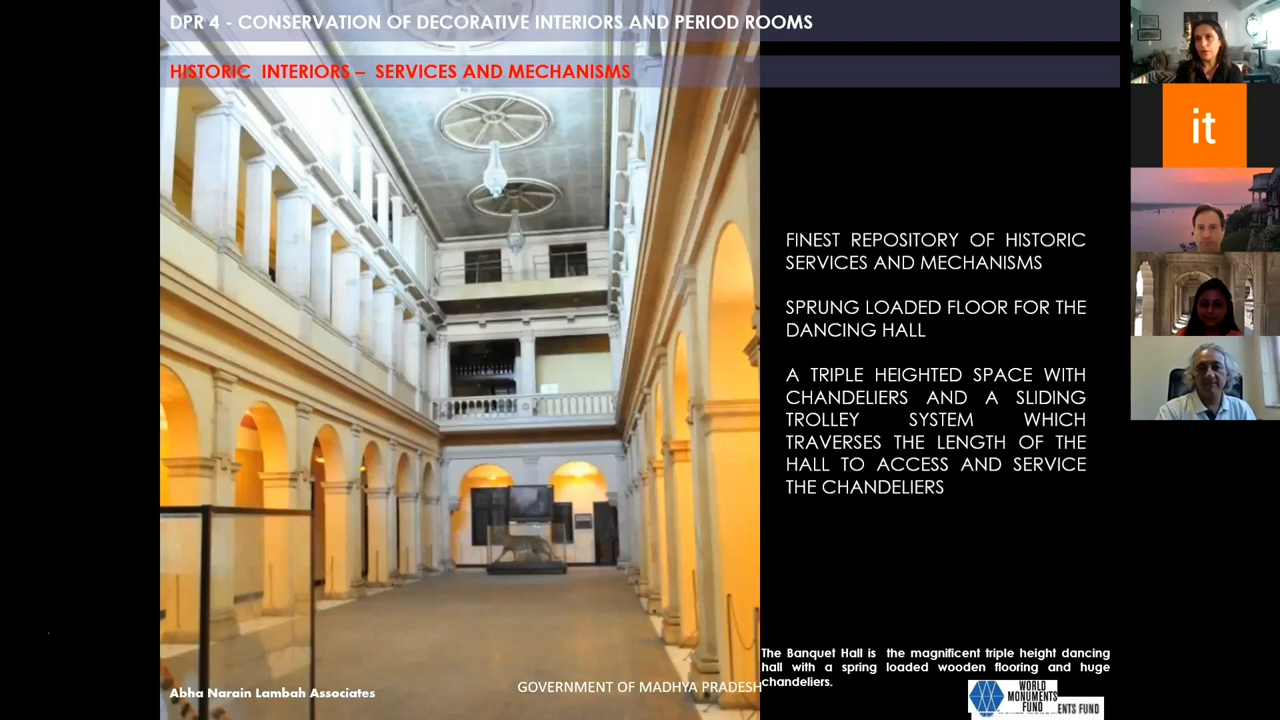 DPR 4 - CONSERVATION OF DECORATIVE INTERIORS AND PERIOD ROOMS
HISTORIC INTERIORS – SERVICES AND MECHANISMS
it
FINEST REPOSITORY OF HISTORIC
SERVICES AND MECHANISMS
SPRUNG LOADED FLOOR FOR THE
DANCING HALL
A TRIPLE HEIGHTED SPACE WITH
CHANDELIERS AND A SLIDING
TROLLEY SYSTEM WHICH
TRAVERSES THE LENGTH OF THE
HALL TO ACCESS AND SERVICE
THE CHANDELIERS
The Banquet Hall is the magnificent triple height dancing
hall with a spring loaded wooden flooring and huge
chandeliers.
Abha Narain Lambah Associates
GOVERNMENT OF MADHYA PRADESH
WORLD
MONUMENTS
FUND
ENTS FUND